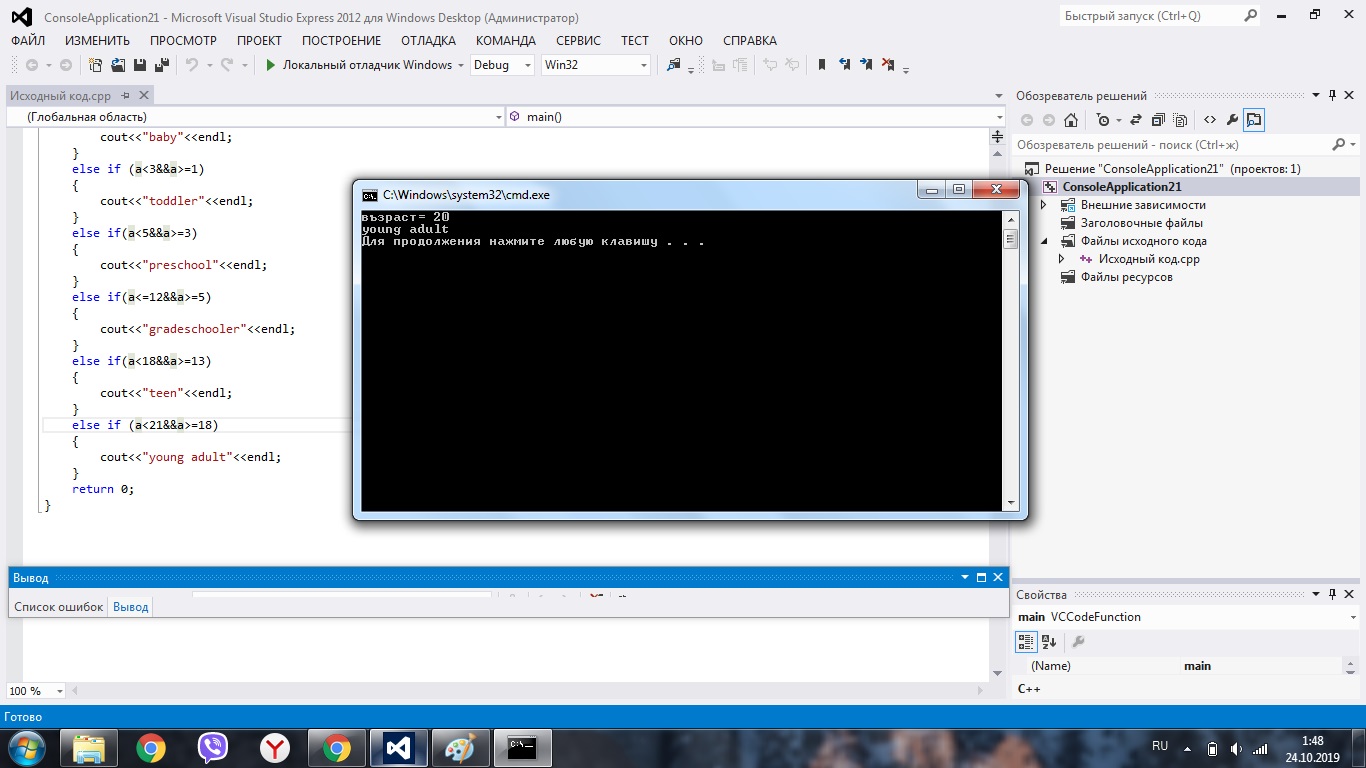 ConsoleApplication21 - Microsoft Visual Studio Express 2012 для Windows Desktop (Администратор)
Быстрый запуск (Ctrl+Q)
ФАЙЛ ИЗМЕНИТЬ ПРОСМОТР ПРОЕКТ ПОСТРОЕНИЕ ОТЛАДКА КОМАНДА СЕРВИС ТЕСТ ОКНО СПРАВКА
Локальный отладчик Windows Debug Win32
Исходный код.cpp
(Глобальная область) main()
cout<<"baby"<<endl;
}
else if (a<3&&a>=1)
{
cout<<"toddler"<<endl;
}
else if(a<5&&a>=3)
{
cout<<"preschool"<<endl;
}
else if(a<=12&&a>=5)
{
cout<<"gradeschooler"<<endl;
}
else if(a<18&&a>=13)
{
cout<<"teen"<<endl;
}
else if (a<21&&a>=18)
{
cout<<"young adult"<<endl;
}
return 0;
}
C:\Windows\system32\cmd.exe
възраст= 20
young adult
Для продолжения нажмите любую клавишу . . .
Обозреватель решений
Обозреватель решений - поиск (Ctrl+ж)
Решение "ConsoleApplication21" (проектов: 1)
ConsoleApplication21
Внешние зависимости
Заголовочные файлы
Файлы исходного кода
Исходный код.cpp
Файлы ресурсов
Вывод
Список ошибок Вывод
Свойства
main VCCodeFunction
(Name) main
C++
100 %
Готово
RU
1:48
24.10.2019